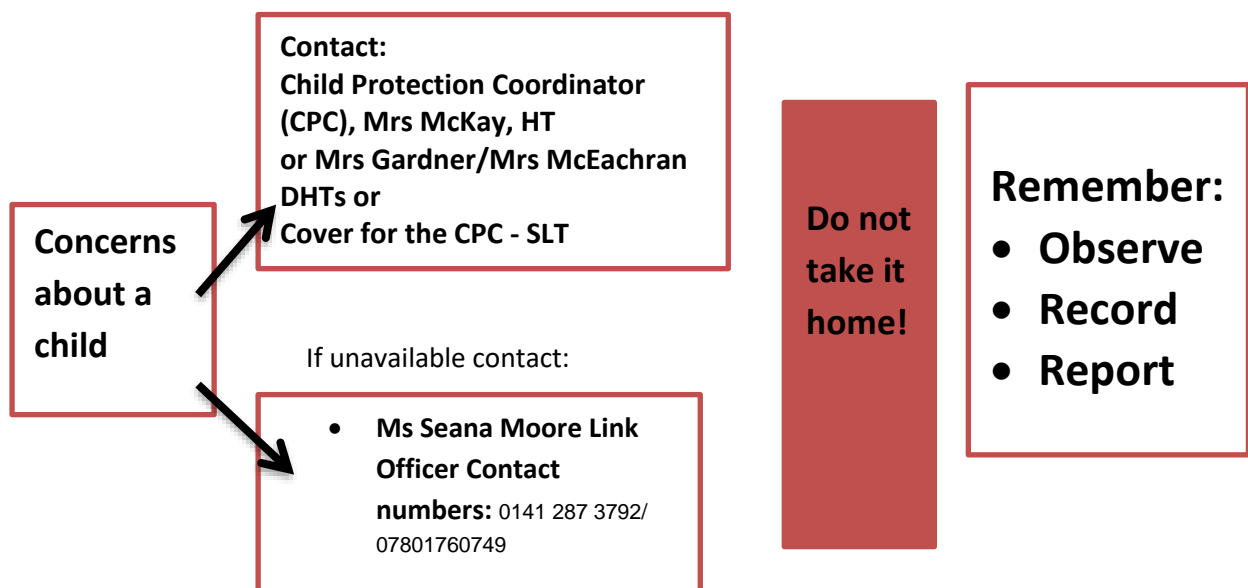 Concerns
about a
child
Contact:
Child Protection Coordinator
(CPC), Mrs McKay, HT
or Mrs Gardner/Mrs McEachran
DHTs or
Cover for the CPC - SLT
If unavailable contact:
• Ms Seana Moore Link
Officer Contact
numbers: 0141 287 3792/
07801760749
Do not
take it
home!
Remember:
• Observe
• Record
• Report